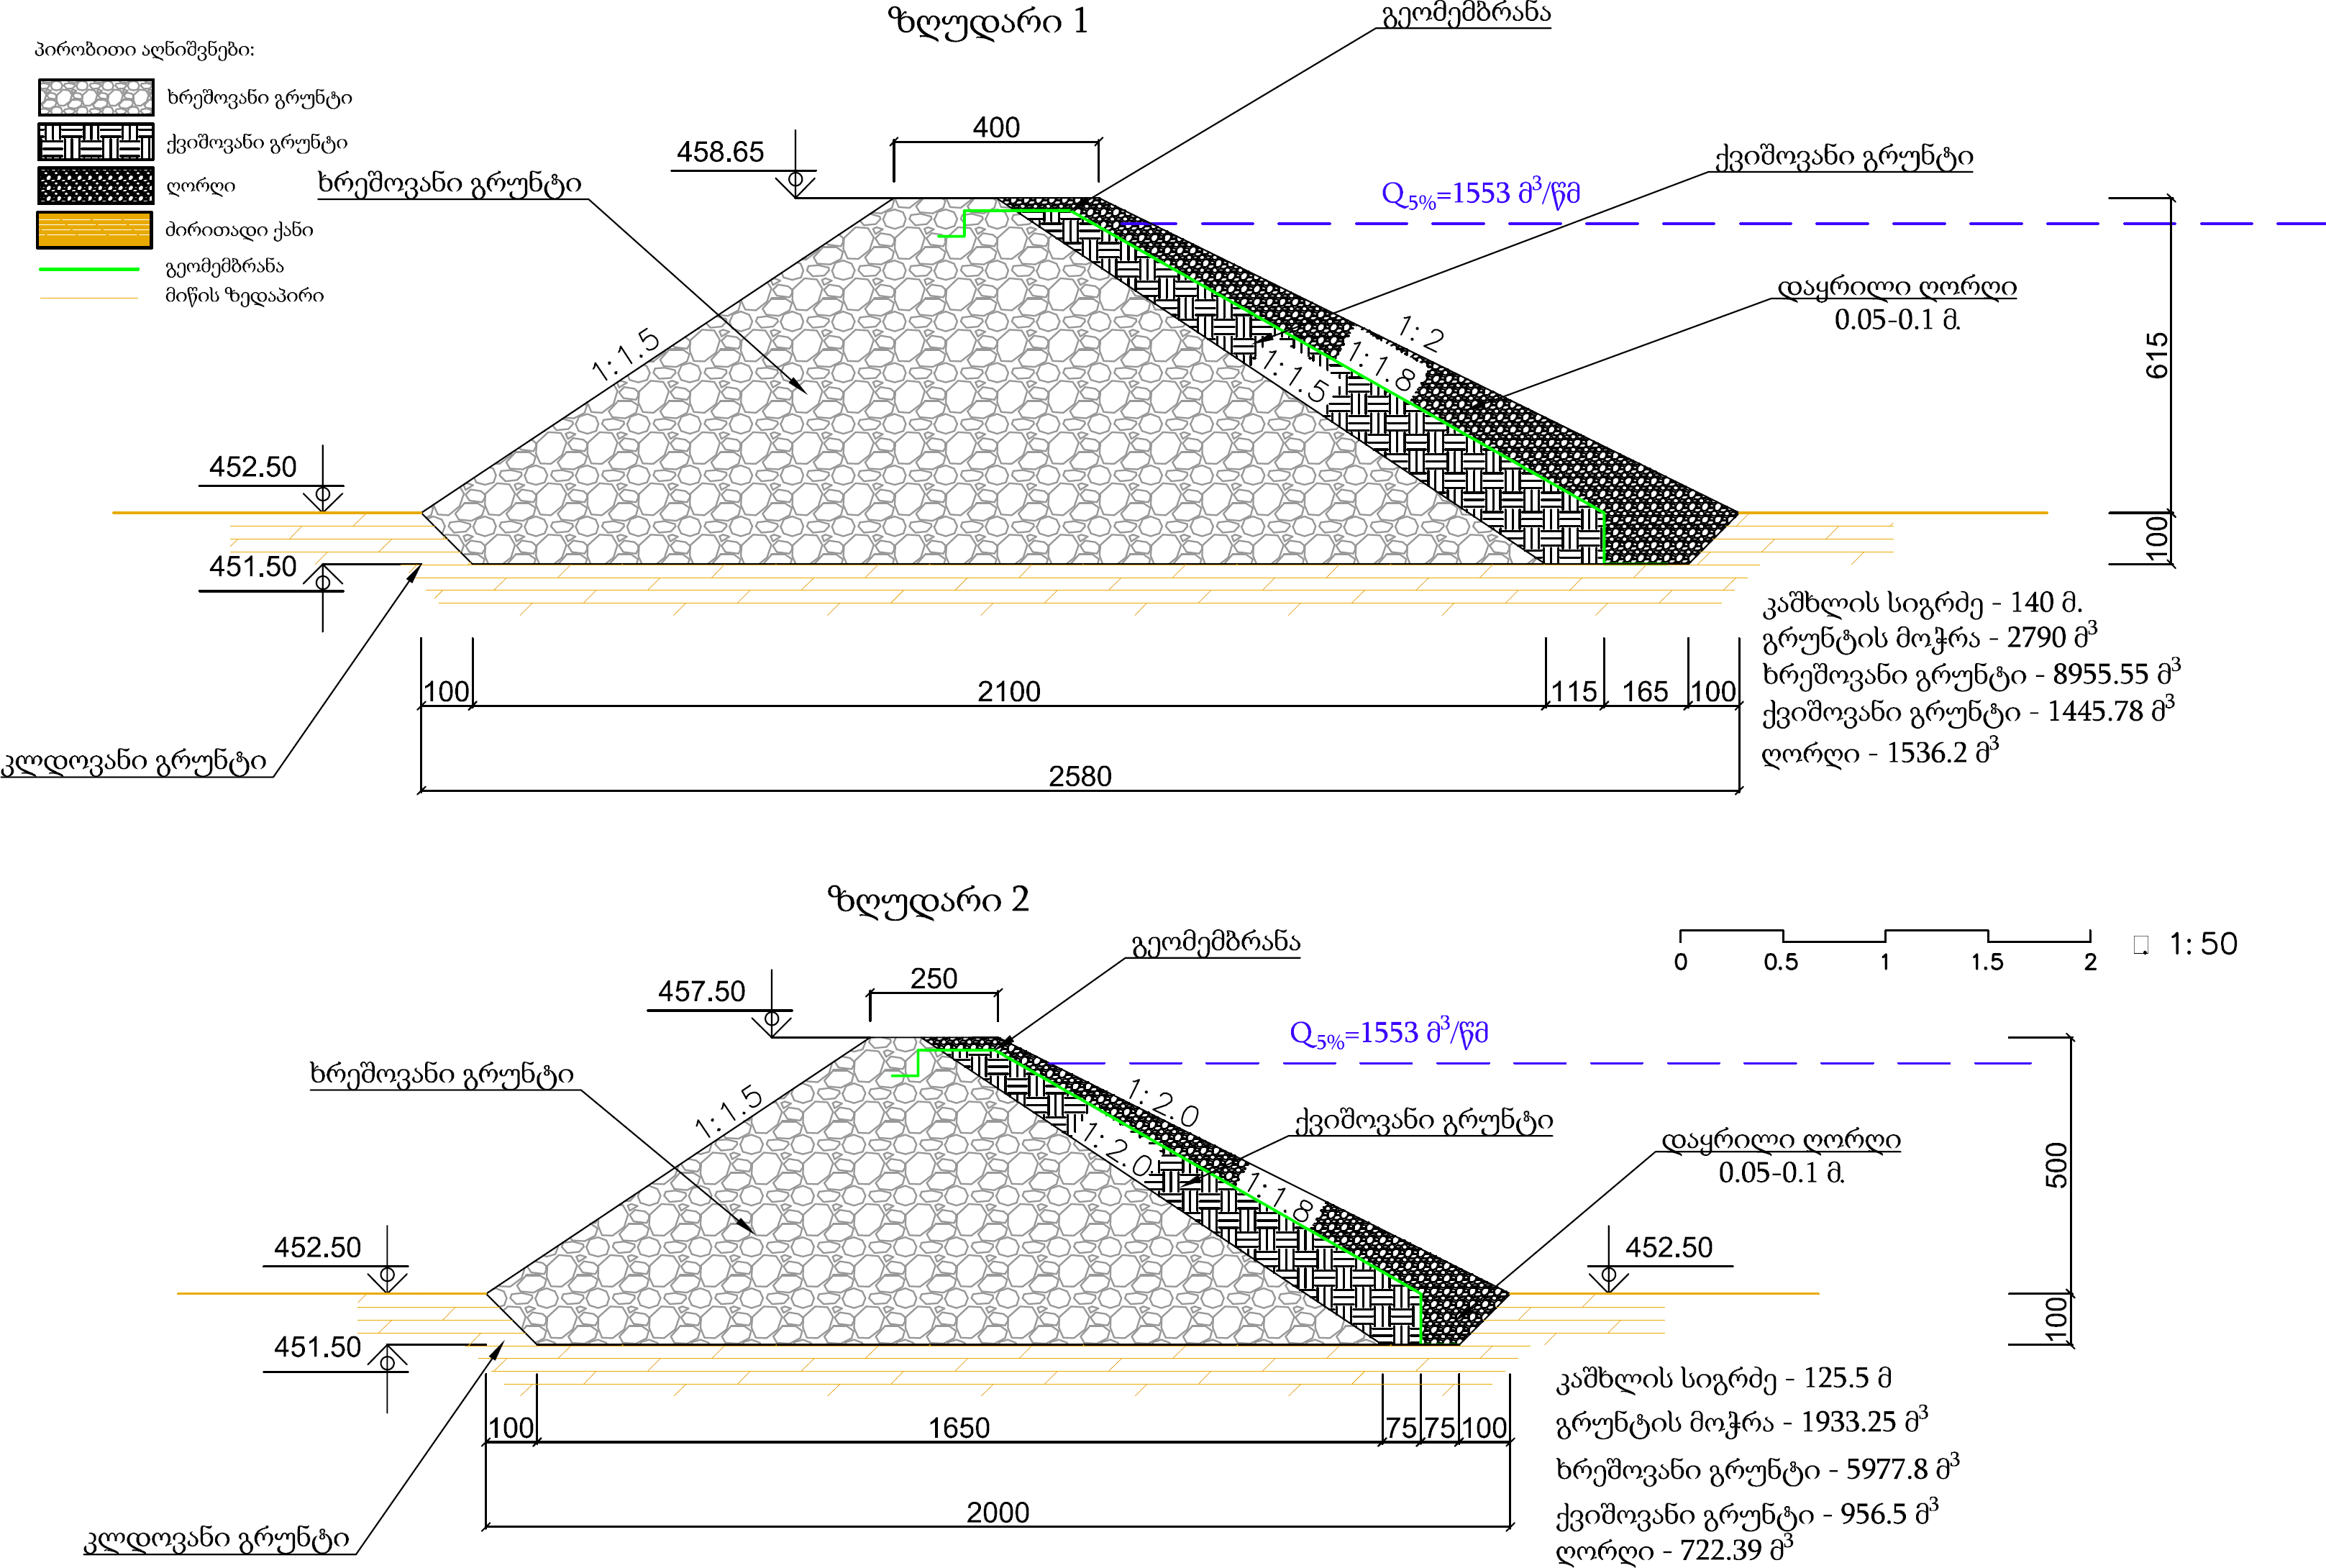 ზღუდარი 1
გეომემბრანა
პირობითი აღნიშვნები:
ხრეშოვანი გრუნტი
ქვიშოვანი გრუნტი
ღორღი
ძირითადი ქანი
გეომემბრანა
მიწის ზედაპირი
400
458.65
ხრეშოვანი გრუნტი
ქვიშოვანი გრუნტი
Q5%=1553 მ³/წმ
დაყრილი ღორღი
0.05-0.1 მ.
1:1.5
1:2
1:1.8
1:1.5
615
452.50
451.50
100
კაშხლის სიგრძე - 140 მ.
გრუნტის მოჭრა - 2790 მ³
ხრეშოვანი გრუნტი - 8955.55 მ³
ქვიშოვანი გრუნტი - 1445.78 მ³
ღორღი - 1536.2 მ³
100 2100 115 165 100
კლდოვანი გრუნტი
2580
ზღუდარი 2
გეომემბრანა
0 0.5 1 1.5 2 1:50
250
457.50
Q5%=1553 მ³/წმ
ხრეშოვანი გრუნტი
1:1.5
1:2.0
ქვიშოვანი გრუნტი
1:2.0
დაყრილი ღორღი
0.05-0.1 მ.
1:1.8
500
452.50
452.50
451.50
100
კაშხლის სიგრძე - 125.5 მ
გრუნტის მოჭრა - 1933.25 მ³
ხრეშოვანი გრუნტი - 5977.8 მ³
ქვიშოვანი გრუნტი - 956.5 მ³
ღორღი - 722.39 მ³
100 1650 75 75 100
2000
კლდოვანი გრუნტი